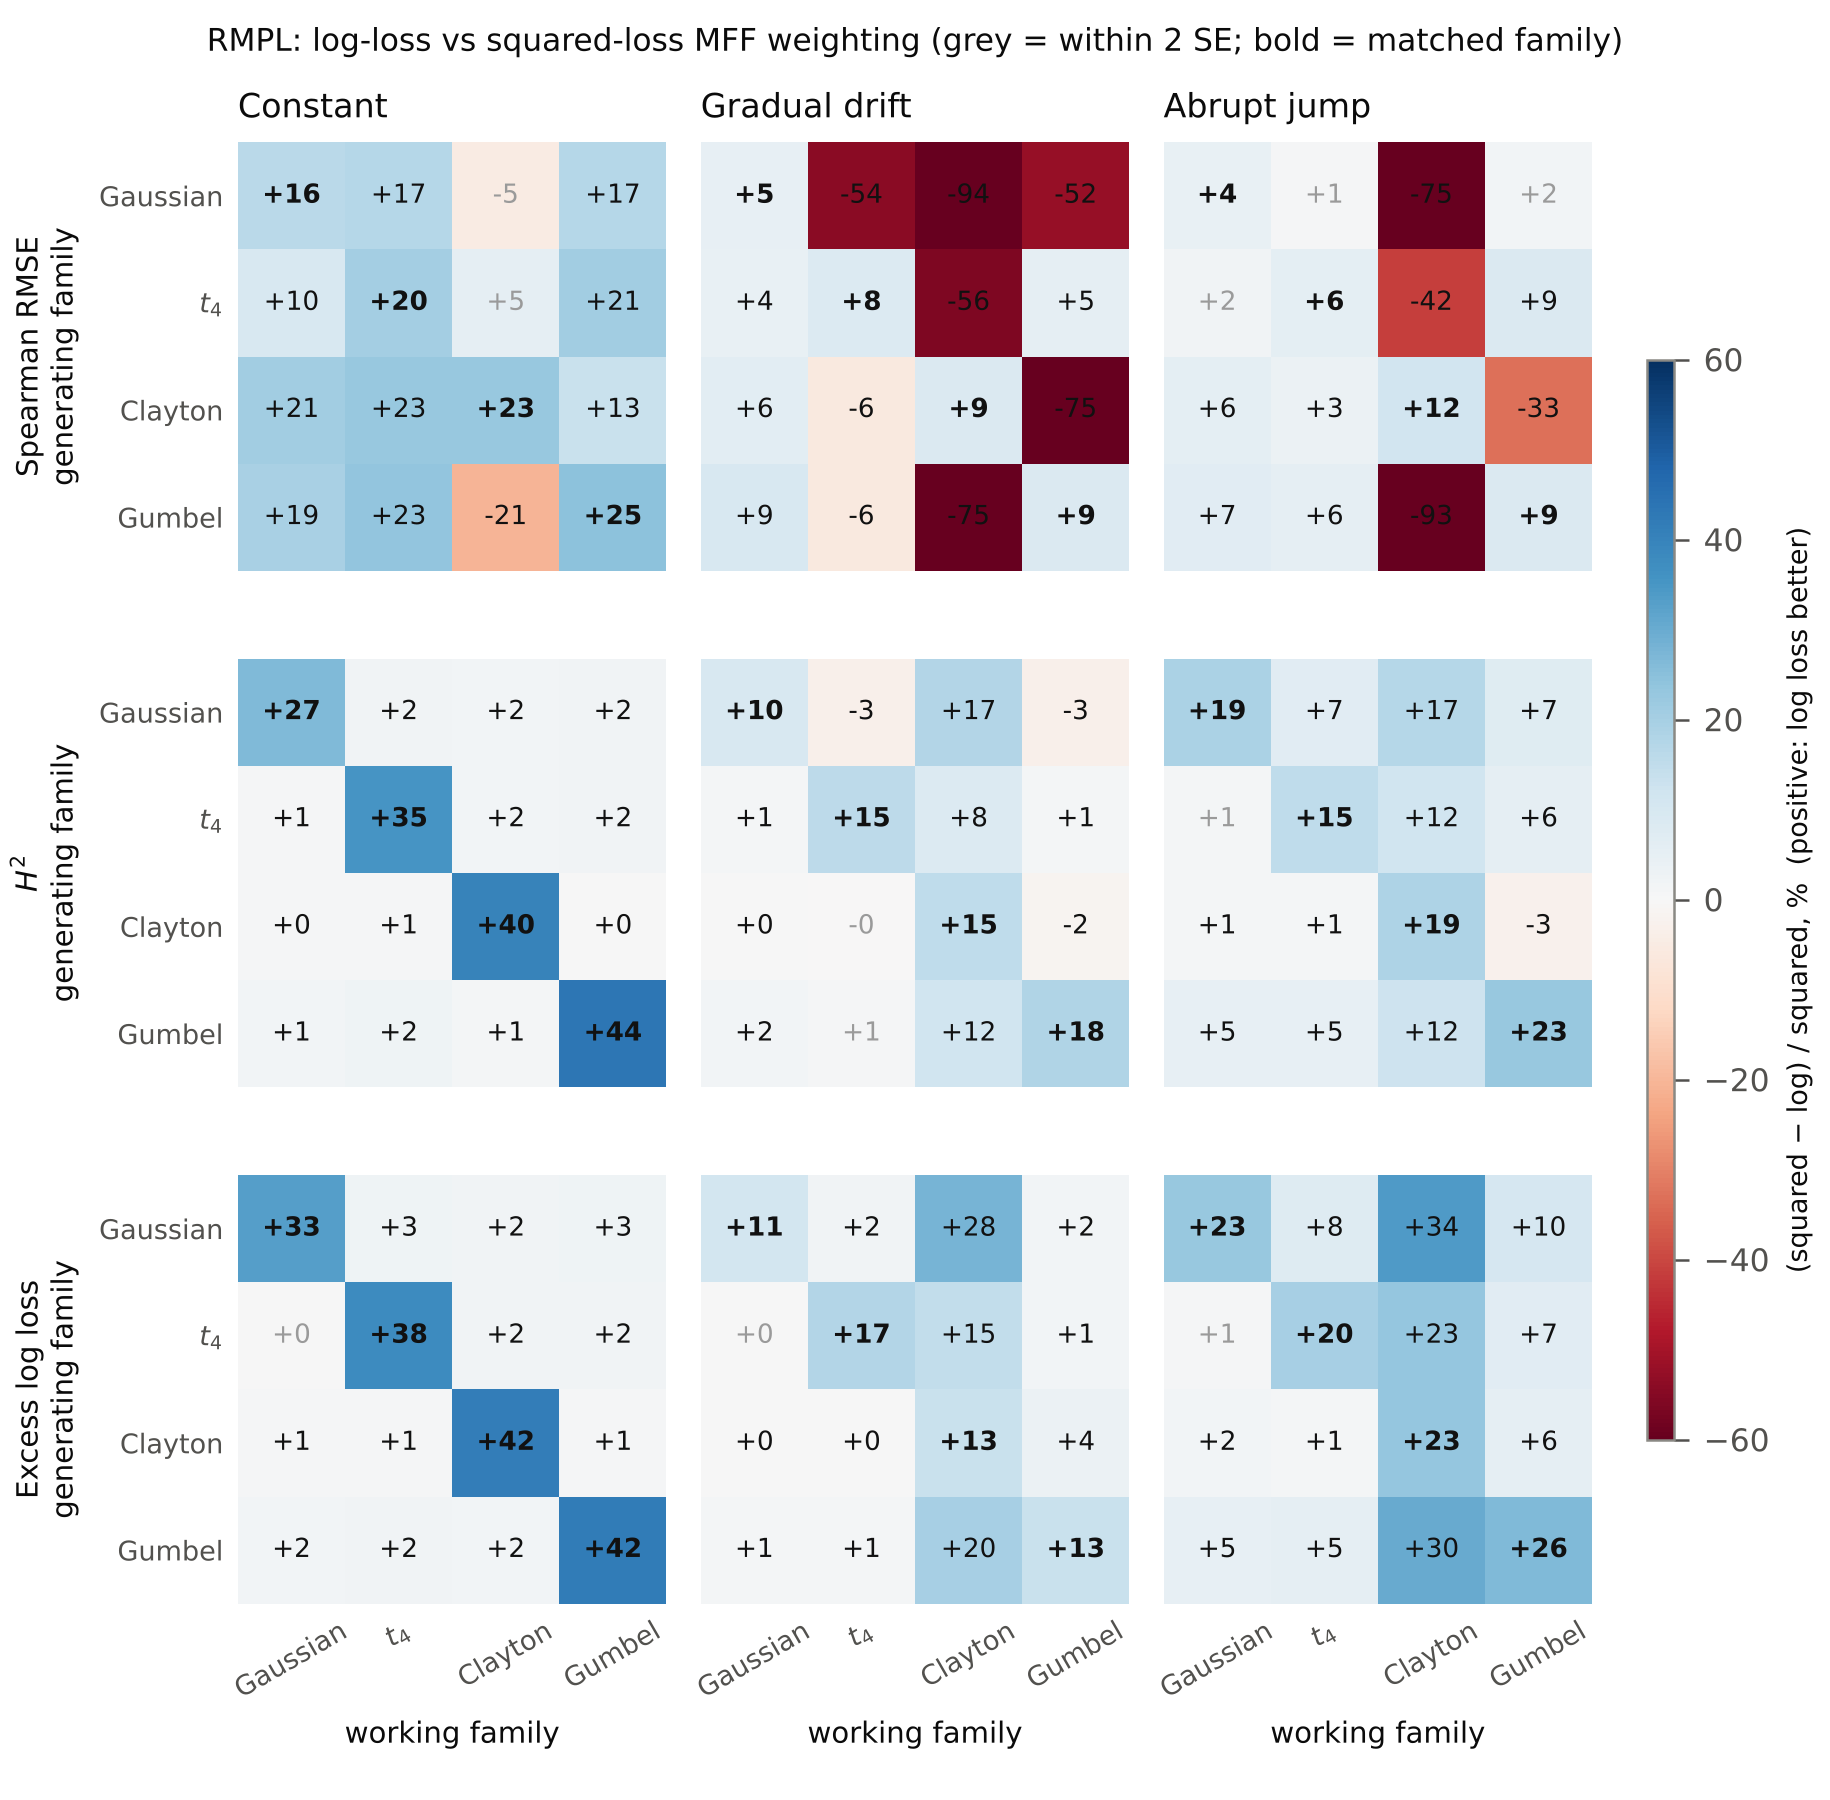 RMPL: log-loss vs squared-loss MFF weighting (grey = within 2 SE; bold = matched family)
Constant Gradual drift Abrupt jump
Spearman RMSE
generating family
Gaussian +16 +17 -5 +17 +5 -54 -94 -52 +4 +1 -75 +2
t₄ +10 +20 +5 +21 +4 +8 -56 +5 +2 +6 -42 +9
Clayton +21 +23 +23 +13 +6 -6 +9 -75 +6 +3 +12 -33
Gumbel +19 +23 -21 +25 +9 -6 -75 +9 +7 +6 -93 +9
H²
generating family
Gaussian +27 +2 +2 +2 +10 -3 +17 -3 +19 +7 +17 +7
t₄ +1 +35 +2 +2 +1 +15 +8 +1 +1 +15 +12 +6
Clayton +0 +1 +40 +0 +0 -0 +15 -2 +1 +1 +19 -3
Gumbel +1 +2 +1 +44 +2 +1 +12 +18 +5 +5 +12 +23
Excess log loss
generating family
Gaussian +33 +3 +2 +3 +11 +2 +28 +2 +23 +8 +34 +10
t₄ +0 +38 +2 +2 +0 +17 +15 +1 +1 +20 +23 +7
Clayton +1 +1 +42 +1 +0 +0 +13 +4 +2 +1 +23 +6
Gumbel +2 +2 +2 +42 +1 +1 +20 +13 +5 +5 +30 +26
Gaussian t₄ Clayton Gumbel Gaussian t₄ Clayton Gumbel Gaussian t₄ Clayton Gumbel
working family working family working family
60
40
20
0
−20
−40
−60
(squared − log) / squared, % (positive: log loss better)